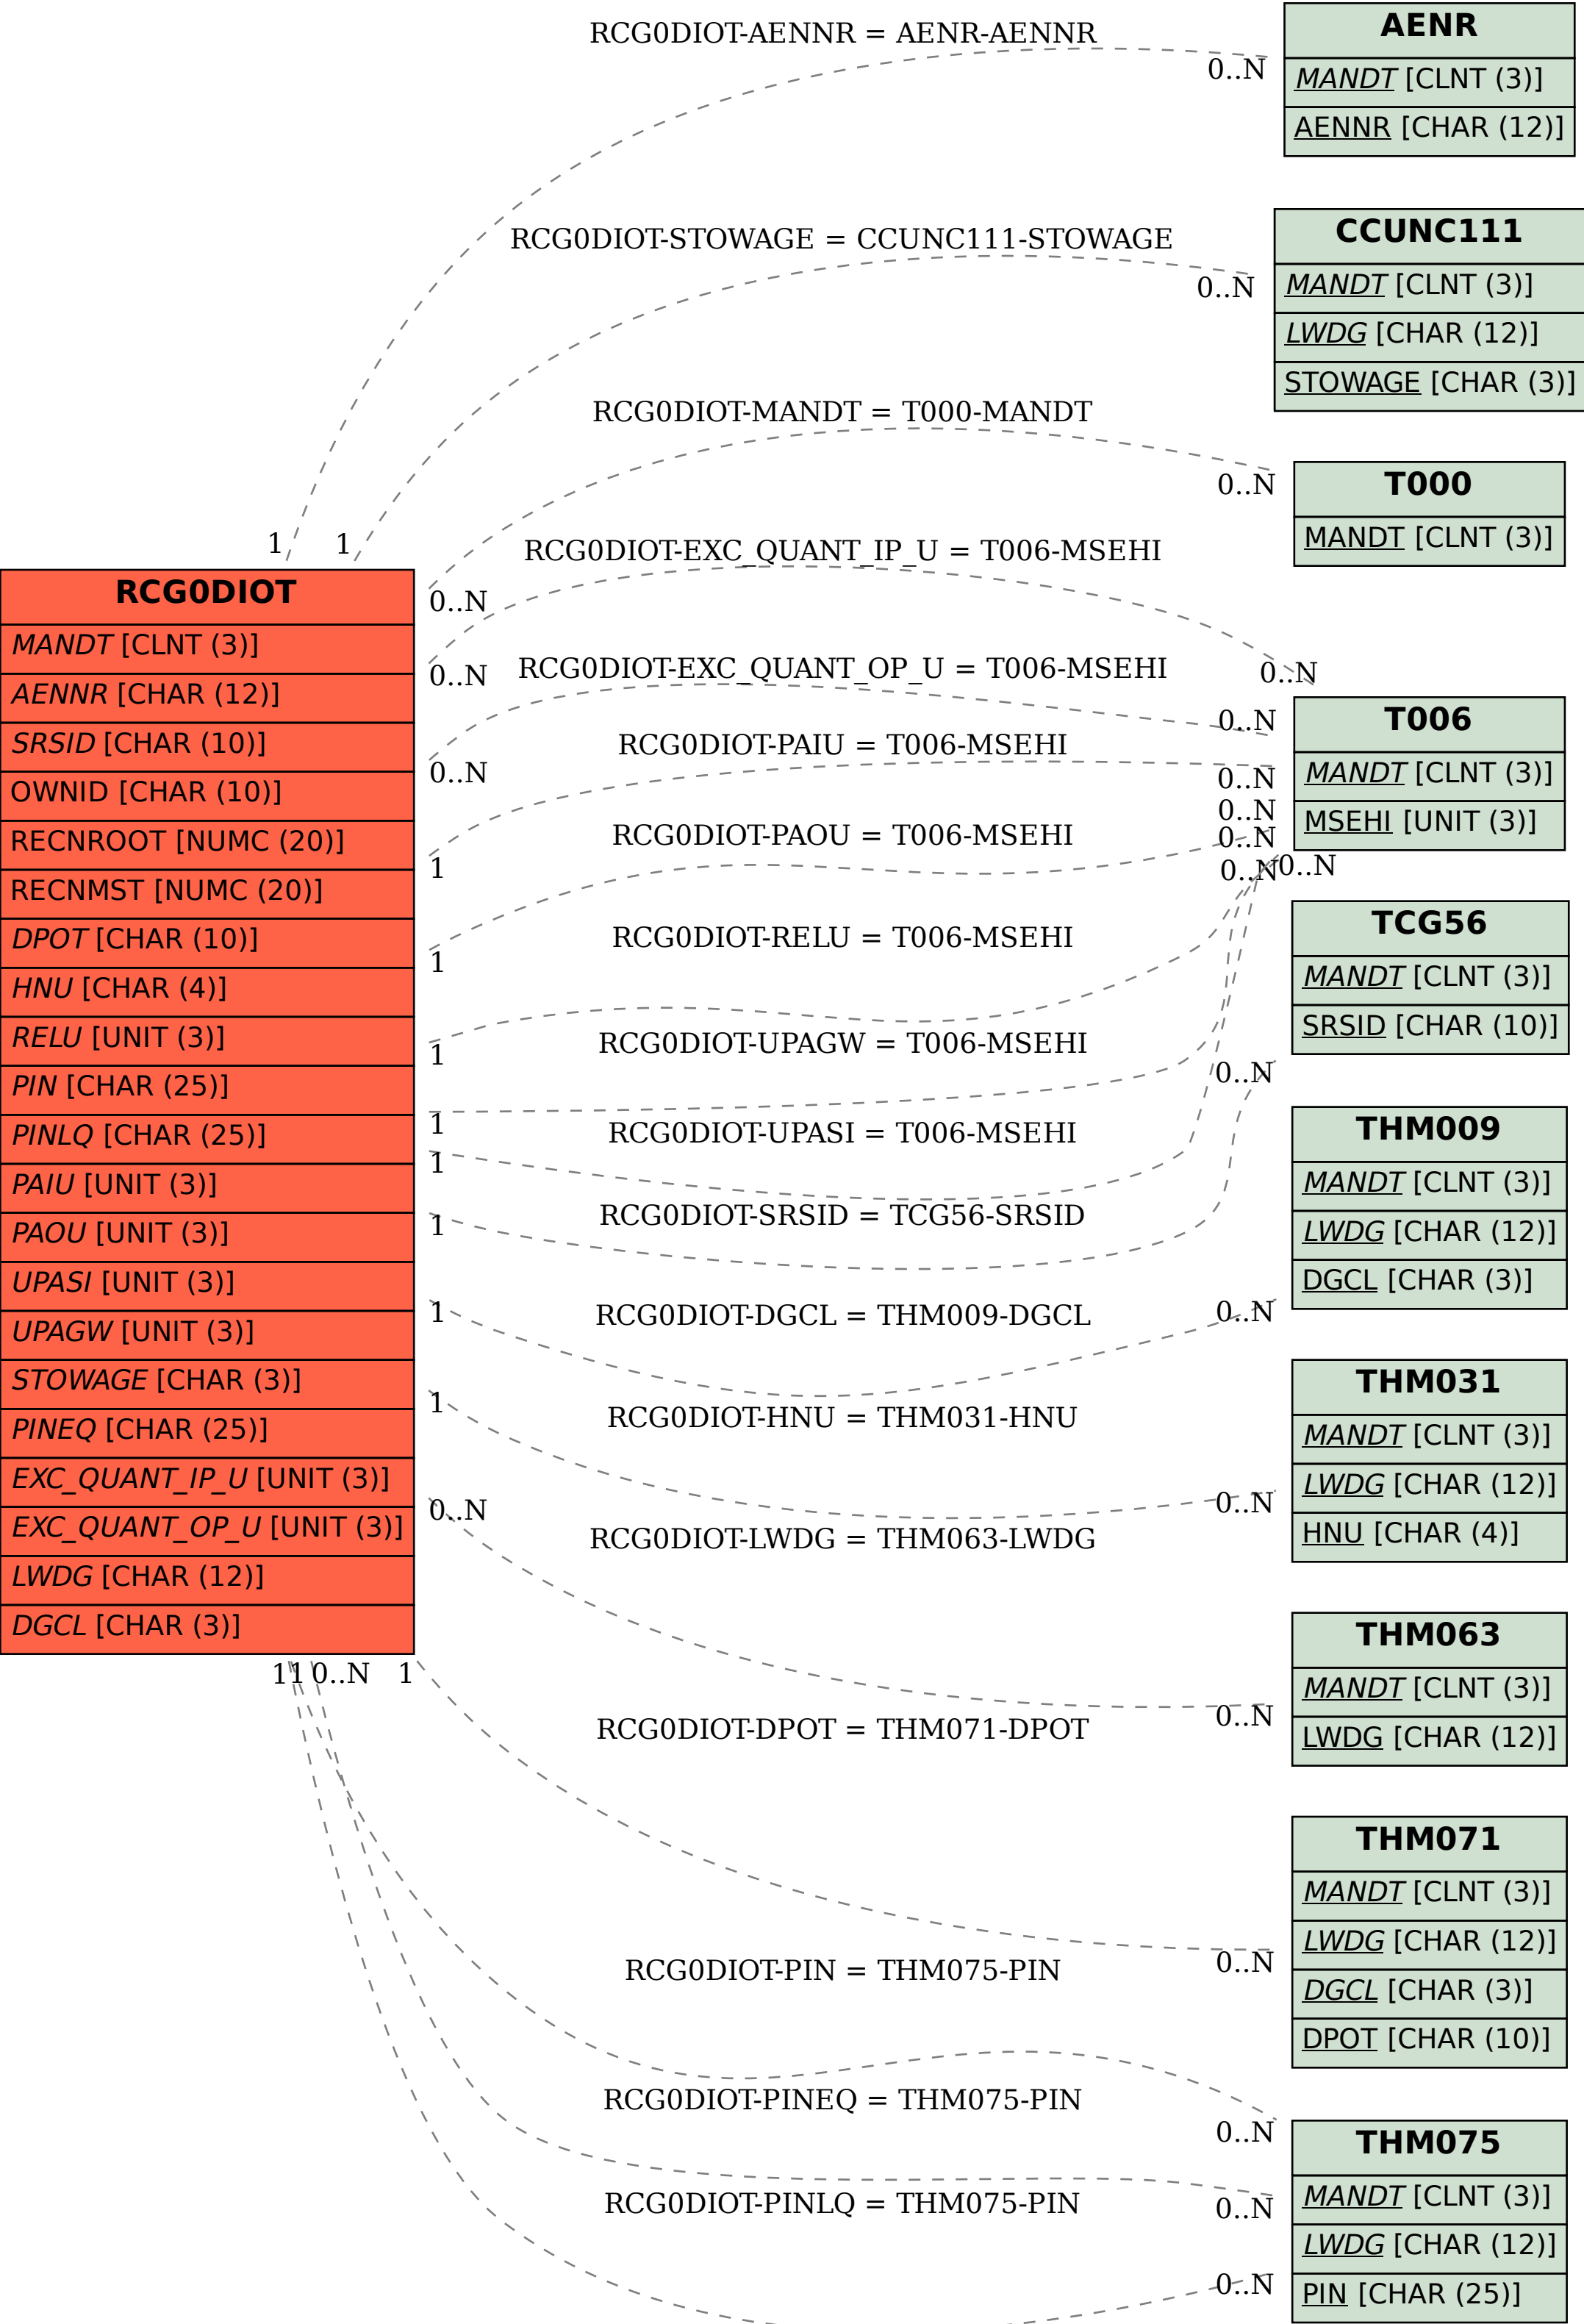 RCG0DIOT-AENNR = AENR-AENNR
0..N
AENR
MANDT [CLNT (3)]
AENNR [CHAR (12)]
RCG0DIOT-STOWAGE = CCUNC111-STOWAGE
0..N
CCUNC111
MANDT [CLNT (3)]
LWDG [CHAR (12)]
STOWAGE [CHAR (3)]
RCG0DIOT-MANDT = T000-MANDT
0..N
T000
MANDT [CLNT (3)]
1
1
RCG0DIOT-EXC_QUANT_IP_U = T006-MSEHI
RCG0DIOT
MANDT [CLNT (3)]
AENNR [CHAR (12)]
SRSID [CHAR (10)]
OWNID [CHAR (10)]
RECNROOT [NUMC (20)]
RECNMST [NUMC (20)]
DPOT [CHAR (10)]
HNU [CHAR (4)]
RELU [UNIT (3)]
PIN [CHAR (25)]
PINLQ [CHAR (25)]
PAIU [UNIT (3)]
PAOU [UNIT (3)]
UPASI [UNIT (3)]
UPAGW [UNIT (3)]
STOWAGE [CHAR (3)]
PINEQ [CHAR (25)]
EXC_QUANT_IP_U [UNIT (3)]
EXC_QUANT_OP_U [UNIT (3)]
LWDG [CHAR (12)]
DGCL [CHAR (3)]
0..N
0..N
RCG0DIOT-EXC_QUANT_OP_U = T006-MSEHI
0..N
0..N
0..N
RCG0DIOT-PAIU = T006-MSEHI
0..N
1
0..N
RCG0DIOT-PAOU = T006-MSEHI
0..N
1
0..N
0..N
T006
MANDT [CLNT (3)]
MSEHI [UNIT (3)]
RCG0DIOT-RELU = T006-MSEHI
1
TCG56
MANDT [CLNT (3)]
SRSID [CHAR (10)]
RCG0DIOT-UPAGW = T006-MSEHI
1
0..N
RCG0DIOT-UPASI = T006-MSEHI
1
THM009
MANDT [CLNT (3)]
LWDG [CHAR (12)]
DGCL [CHAR (3)]
RCG0DIOT-SRSID = TCG56-SRSID
1
RCG0DIOT-DGCL = THM009-DGCL
1
0..N
THM031
MANDT [CLNT (3)]
LWDG [CHAR (12)]
HNU [CHAR (4)]
RCG0DIOT-HNU = THM031-HNU
1
0..N
RCG0DIOT-LWDG = THM063-LWDG
0..N
0..N
THM063
MANDT [CLNT (3)]
LWDG [CHAR (12)]
1
1
0..N
1
RCG0DIOT-DPOT = THM071-DPOT
0..N
THM071
MANDT [CLNT (3)]
LWDG [CHAR (12)]
DGCL [CHAR (3)]
DPOT [CHAR (10)]
RCG0DIOT-PIN = THM075-PIN
0..N
RCG0DIOT-PINEQ = THM075-PIN
0..N
RCG0DIOT-PINLQ = THM075-PIN
0..N
THM075
MANDT [CLNT (3)]
LWDG [CHAR (12)]
PIN [CHAR (25)]